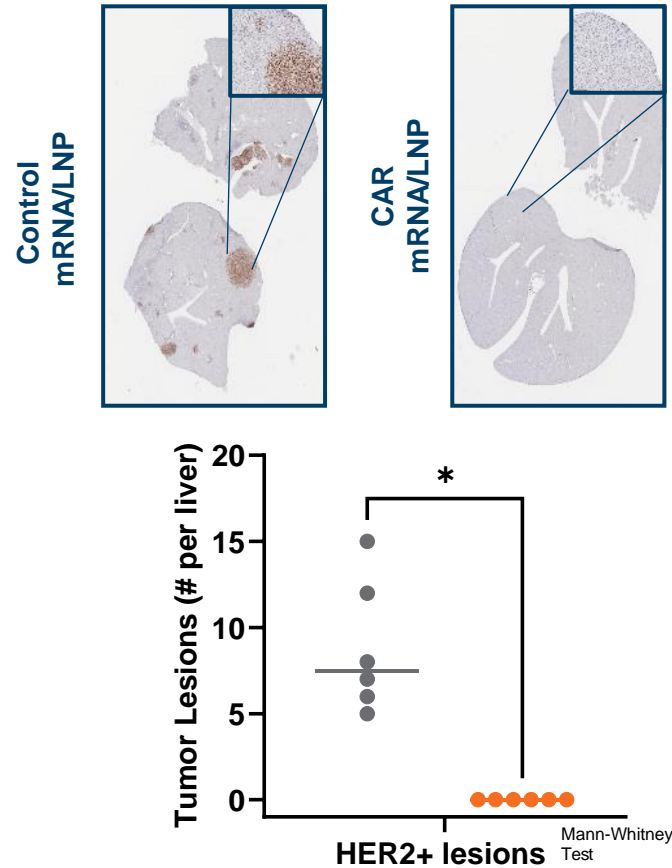 Control
mRNA/LNP
CAR
mRNA/LNP
Tumor Lesions (# per liver)
20
15
10
5
0
*
HER2+ lesions
Mann-Whitney
Test